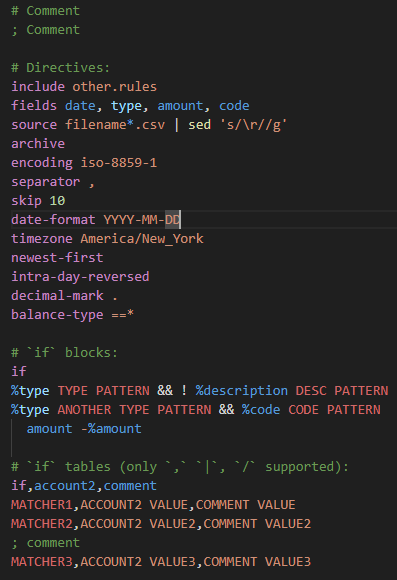 # Comment
; Comment
# Directives:
include other.rules
fields date, type, amount, code
source filename*.csv | sed 's/\r//g'
archive
encoding iso-8859-1
separator ,
skip 10
date-format YYYY-MM-DD
timezone America/New_York
newest-first
intra-day-reversed
decimal-mark .
balance-type ==*
# `if` blocks:
if
%type TYPE PATTERN && ! %description DESC PATTERN
%type ANOTHER TYPE PATTERN && %code CODE PATTERN
  amount -%amount
# `if` tables (only `,` `|`, `/` supported):
if,account2,comment
MATCHER1,ACCOUNT2 VALUE,COMMENT VALUE
MATCHER2,ACCOUNT2 VALUE2,COMMENT VALUE2
; comment
MATCHER3,ACCOUNT2 VALUE3,COMMENT VALUE3